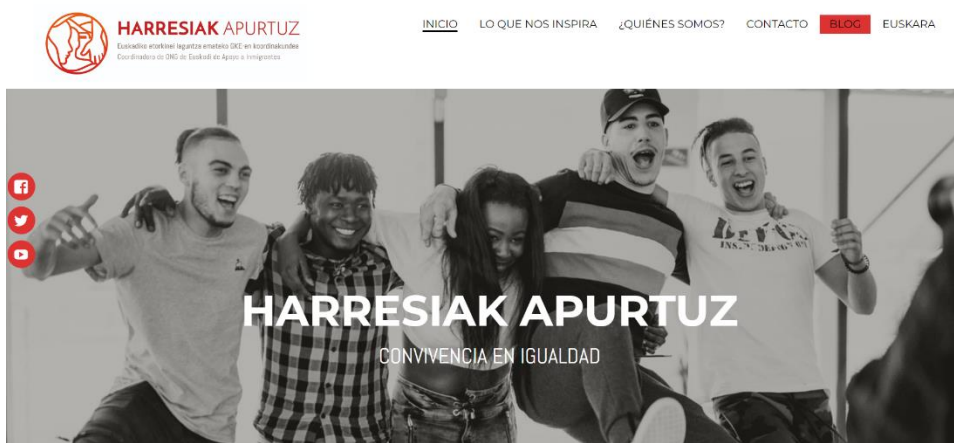 HARRESIAK APURTUZ
Euskadiko etorkinei laguntza emateko GKE-en koordinakundea
Coordinadora de ONG de Euskadi de Apoyo a Inmigrantes
INICIO LO QUE NOS INSPIRA ¿QUIÉNES SOMOS? CONTACTO BLOG EUSKARA
HARRESIAK APURTUZ
CONVIVENCIA EN IGUALDAD